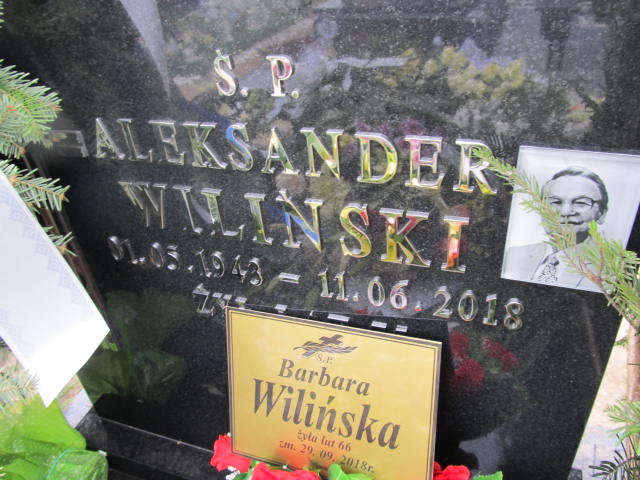 Ś. P.
ALEKSANDER
WILIŃSKI
01.05.1943 – 11.06.2018
Ś.P.
Barbara
Wilińska
żyła lat 66
zm. 29. 09. 2018r.